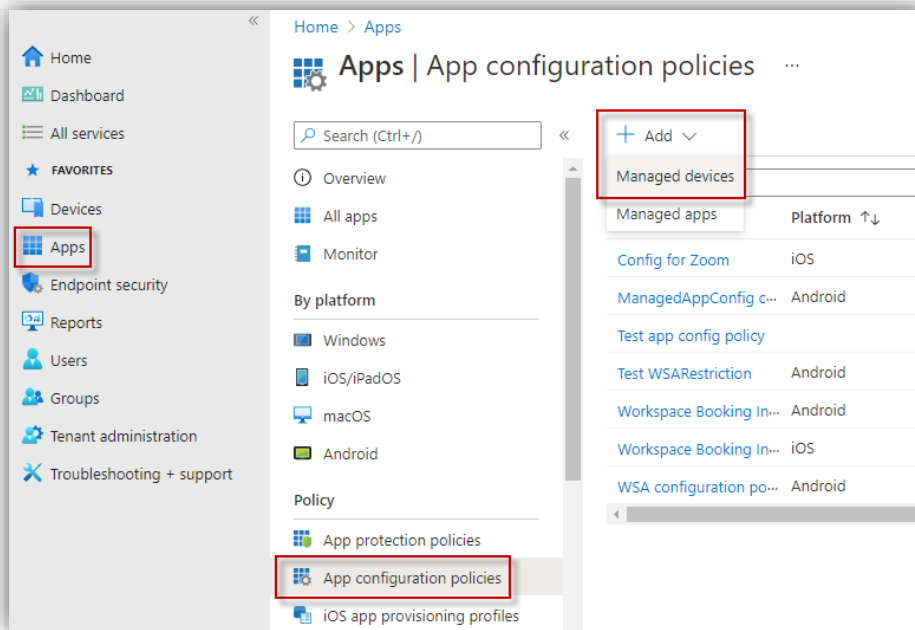 Home
Dashboard
All services
FAVORITES
Devices
Apps
Endpoint security
Reports
Users
Groups
Tenant administration
Troubleshooting + support
Home > Apps
Apps | App configuration policies ...
Search (Ctrl+/)
Overview
All apps
Monitor
By platform
Windows
iOS/iPadOS
macOS
Android
Policy
App protection policies
App configuration policies
iOS app provisioning profiles
+ Add
Managed devices
Managed apps
Platform ↑↓
Config for Zoom iOS
ManagedAppConfig c... Android
Test app config policy
Test WSARestriction Android
Workspace Booking In... Android
Workspace Booking In... iOS
WSA configuration po... Android